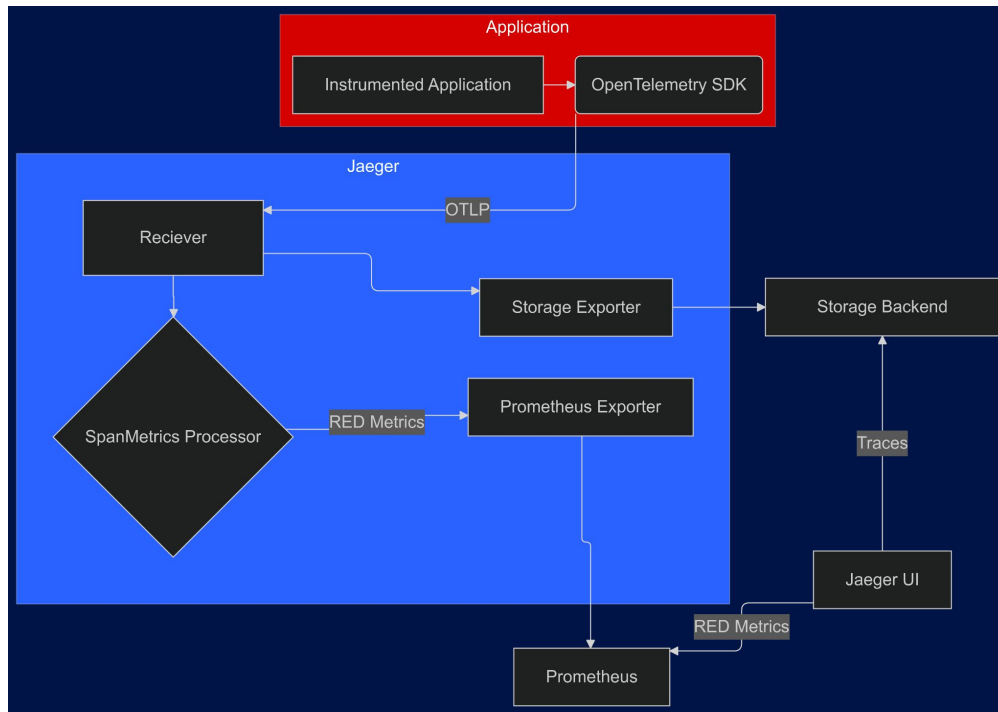 Application
Instrumented Application
OpenTelemetry SDK
Jaeger
OTLP
Reciever
Storage Exporter
Storage Backend
Prometheus Exporter
RED Metrics
SpanMetrics Processor
Traces
Jaeger UI
RED Metrics
Prometheus